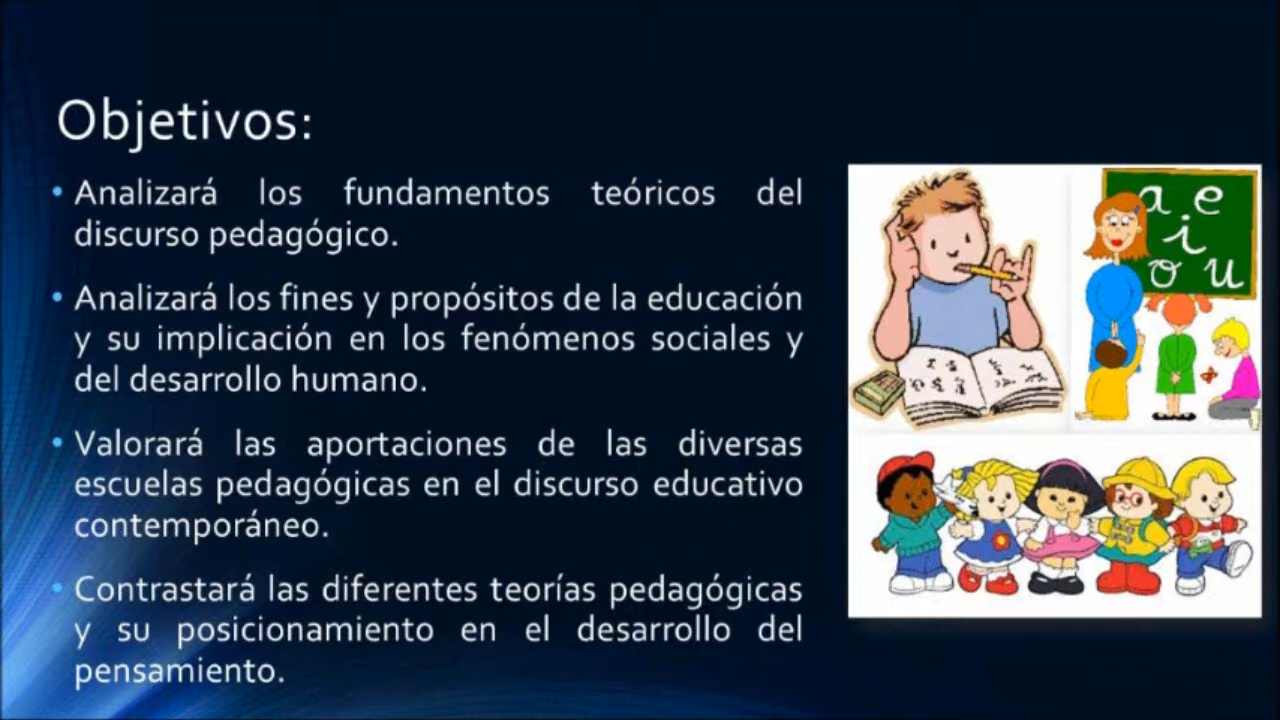 Objetivos:
• Analizará los fundamentos teóricos del
discurso pedagógico.
• Analizará los fines y propósitos de la educación
y su implicación en los fenómenos sociales y
del desarrollo humano.
• Valorará las aportaciones de las diversas
escuelas pedagógicas en el discurso educativo
contemporáneo.
• Contrastará las diferentes teorías pedagógicas
y su posicionamiento en el desarrollo del
pensamiento.
a e
i
o u